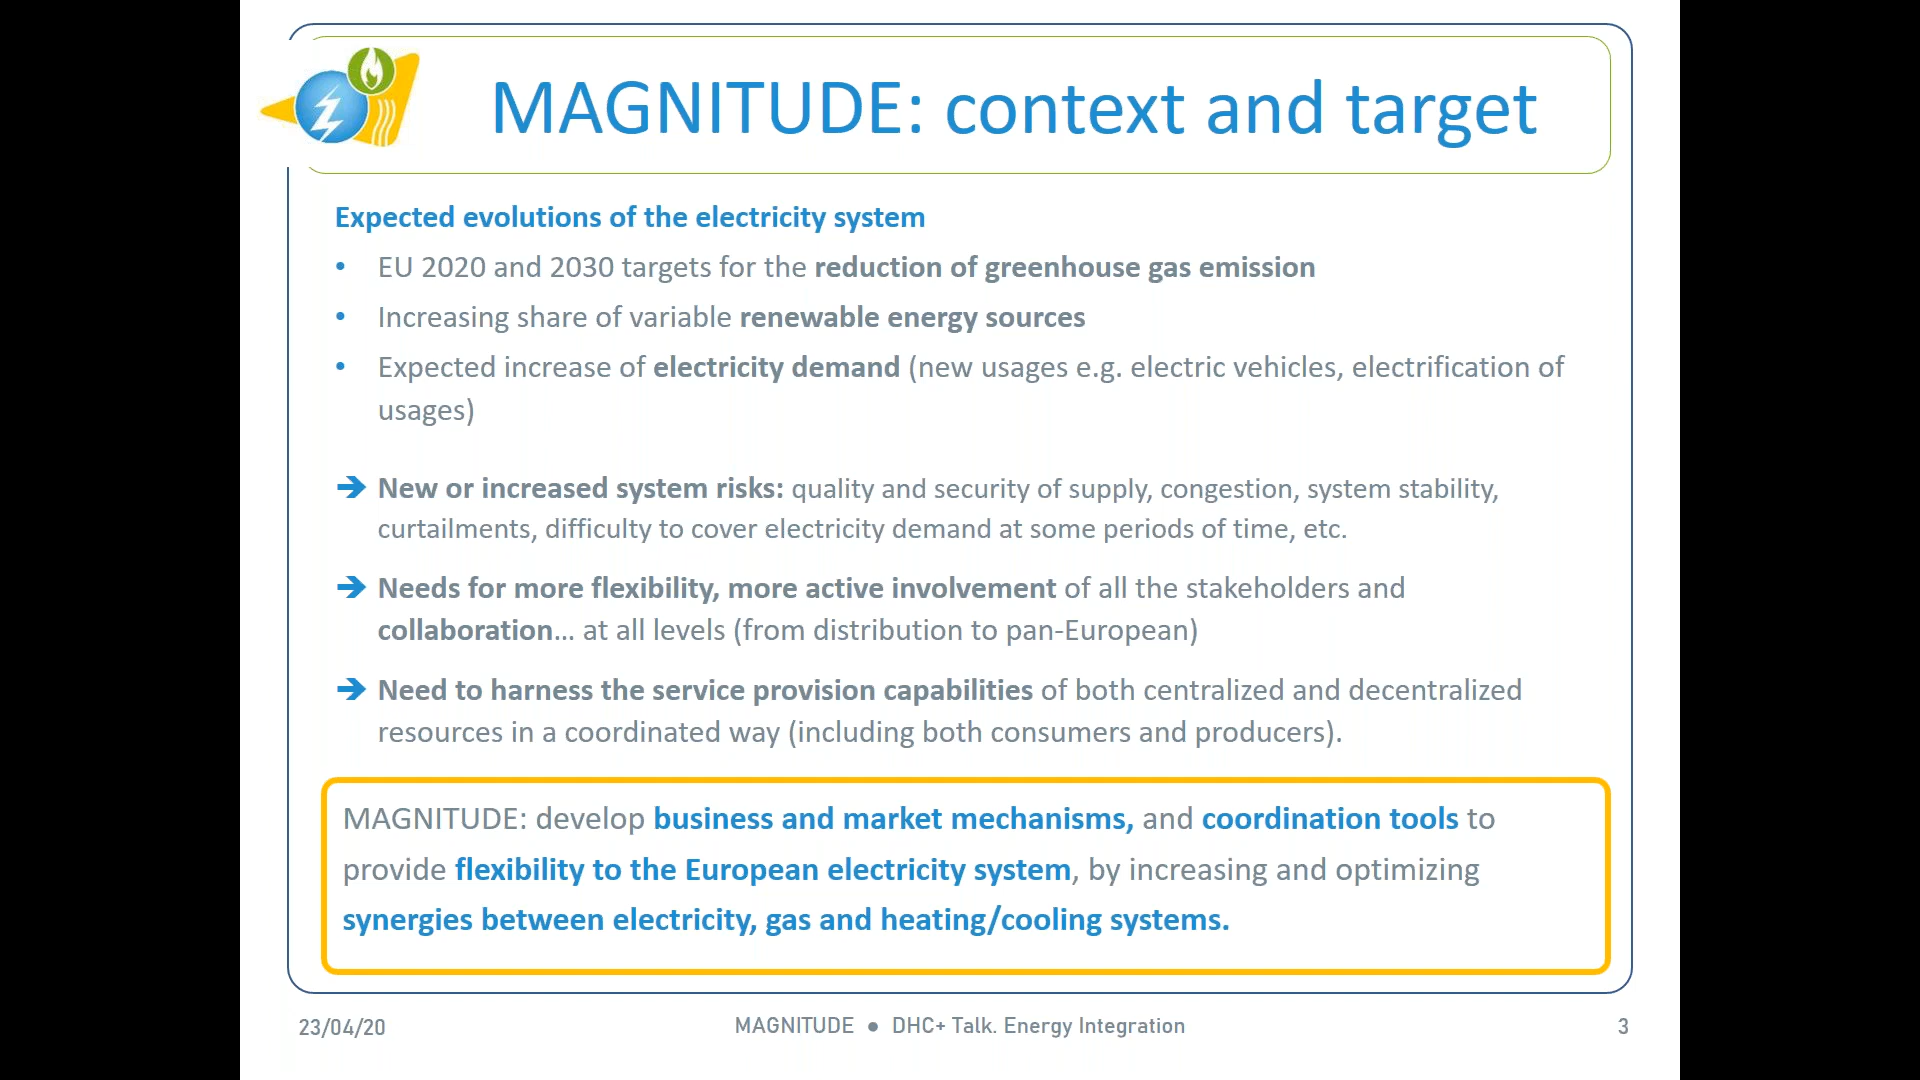 MAGNITUDE: context and target
Expected evolutions of the electricity system
• EU 2020 and 2030 targets for the reduction of greenhouse gas emission
• Increasing share of variable renewable energy sources
• Expected increase of electricity demand (new usages e.g. electric vehicles, electrification of
usages)
➔ New or increased system risks: quality and security of supply, congestion, system stability,
curtailments, difficulty to cover electricity demand at some periods of time, etc.
➔ Needs for more flexibility, more active involvement of all the stakeholders and
collaboration... at all levels (from distribution to pan-European)
➔ Need to harness the service provision capabilities of both centralized and decentralized
resources in a coordinated way (including both consumers and producers).
MAGNITUDE: develop business and market mechanisms, and coordination tools to
provide flexibility to the European electricity system, by increasing and optimizing
synergies between electricity, gas and heating/cooling systems.
23/04/20 MAGNITUDE ● DHC+ Talk. Energy Integration 3